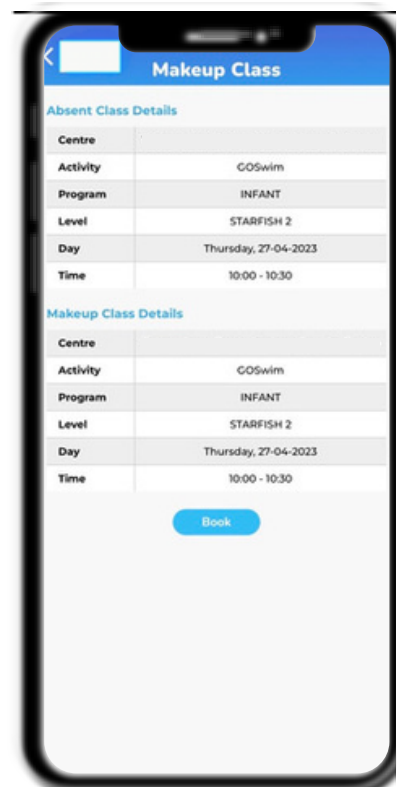 Makeup Class
Absent Class Details
Centre
Activity GOSwim
Program INFANT
Level STARFISH 2
Day Thursday, 27-04-2023
Time 10:00 - 10:30
Makeup Class Details
Centre
Activity GOSwim
Program INFANT
Level STARFISH 2
Day Thursday, 27-04-2023
Time 10:00 - 10:30
Book